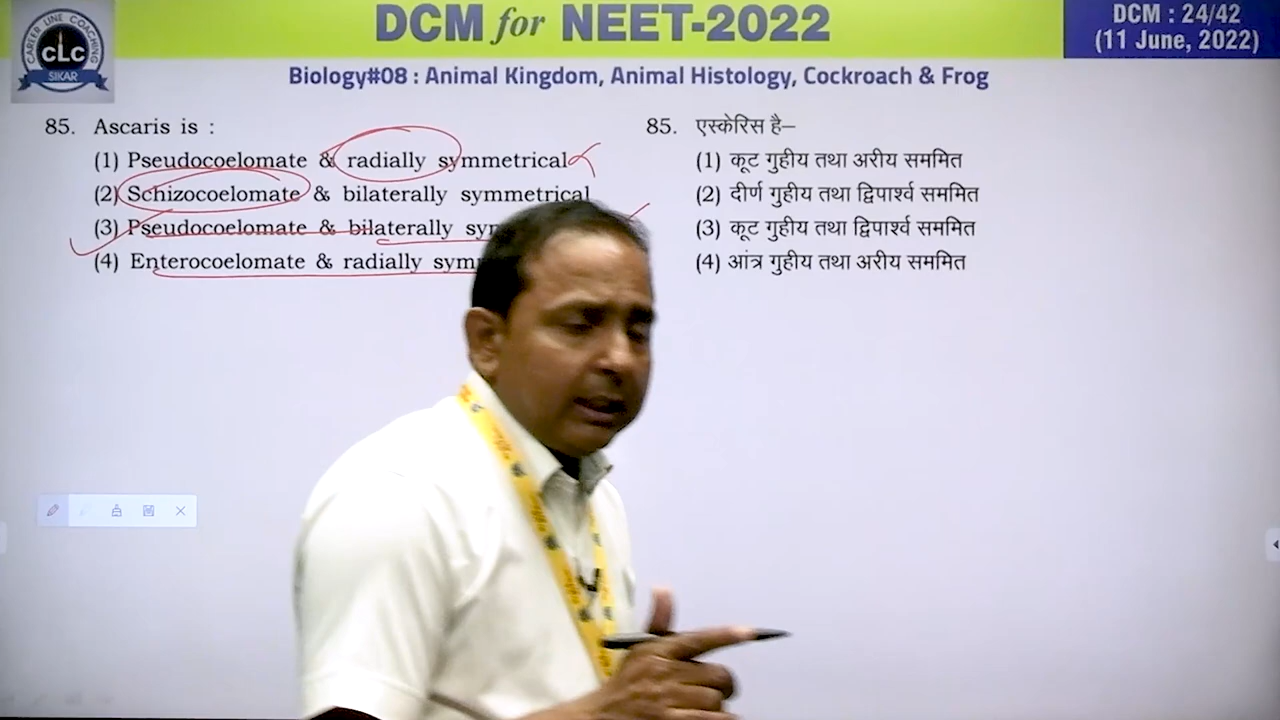 DCM for NEET-2022
DCM : 24/42
(11 June, 2022)
CAREER LINE COACHING
CLC
SIKAR
Biology#08 : Animal Kingdom, Animal Histology, Cockroach & Frog
85. Ascaris is :
(1) Pseudocoelomate & radially symmetrical
(2) Schizocoelomate & bilaterally symmetrical
(3) Pseudocoelomate & bilaterally
(4) Enterocoelomate & radially
85. एस्केरिस है–
(1) कूट गुहीय तथा अरीय सममित
(2) दीर्ण गुहीय तथा द्विपार्श्व सममित
(3) कूट गुहीय तथा द्विपार्श्व सममित
(4) आंत्र गुहीय तथा अरीय सममित